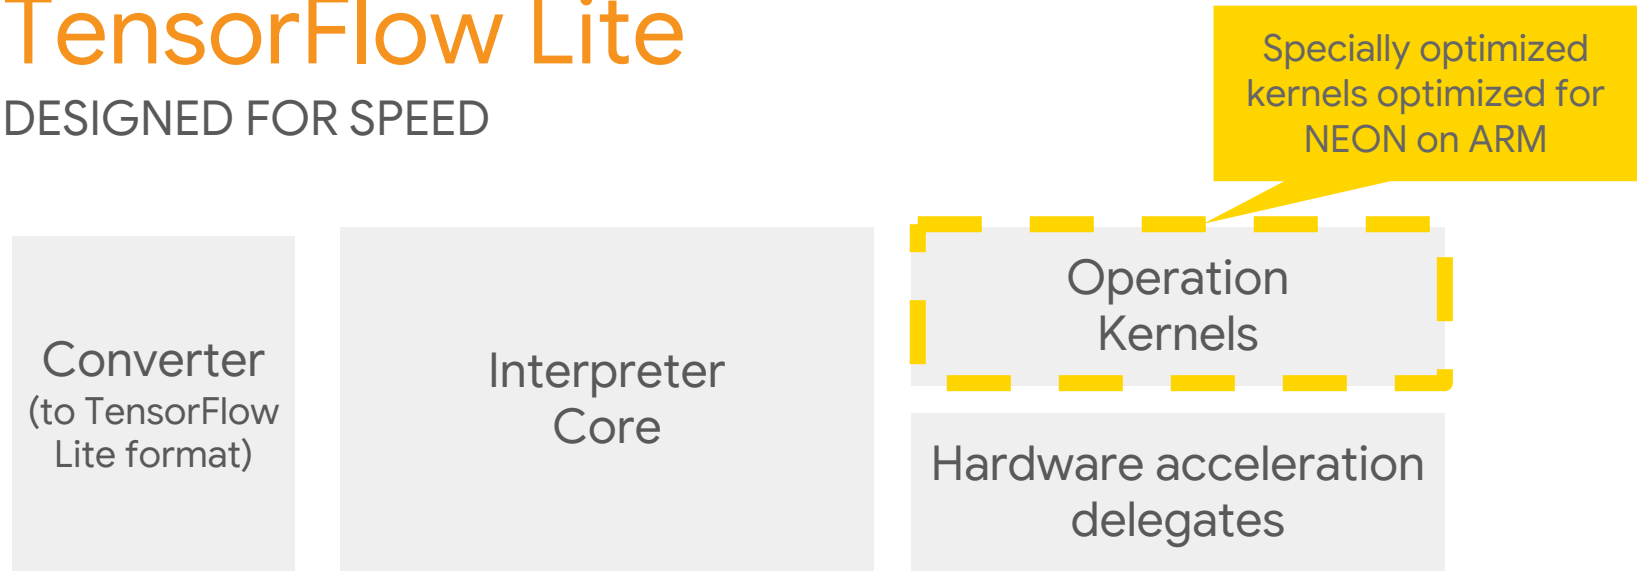 TensorFlow Lite
DESIGNED FOR SPEED
Specially optimized
kernels optimized for
NEON on ARM
Converter
(to TensorFlow
Lite format)
Interpreter
Core
Operation
Kernels
Hardware acceleration
delegates